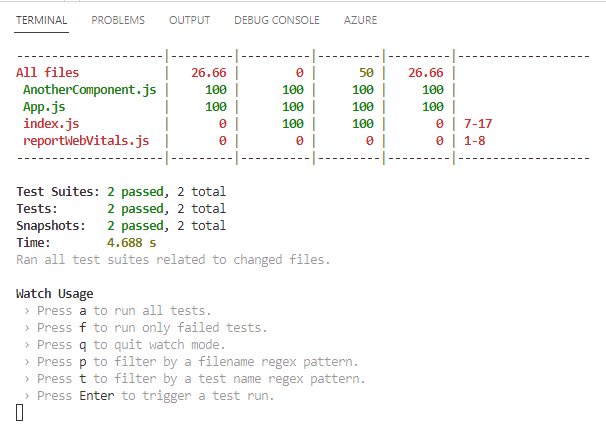 TERMINAL PROBLEMS OUTPUT DEBUG CONSOLE AZURE
---------------------|---------|----------|---------|---------|-------------------
All files | 26.66 | 0 | 50 | 26.66 |
AnotherComponent.js | 100 | 100 | 100 | 100 |
App.js | 100 | 100 | 100 | 100 |
index.js | 0 | 100 | 100 | 0 | 7-17
reportWebVitals.js | 0 | 0 | 0 | 0 | 1-8
---------------------|---------|----------|---------|---------|-------------------
Test Suites: 2 passed, 2 total
Tests: 2 passed, 2 total
Snapshots: 2 passed, 2 total
Time: 4.688 s
Ran all test suites related to changed files.
Watch Usage
› Press a to run all tests.
› Press f to run only failed tests.
› Press q to quit watch mode.
› Press p to filter by a filename regex pattern.
› Press t to filter by a test name regex pattern.
› Press Enter to trigger a test run.